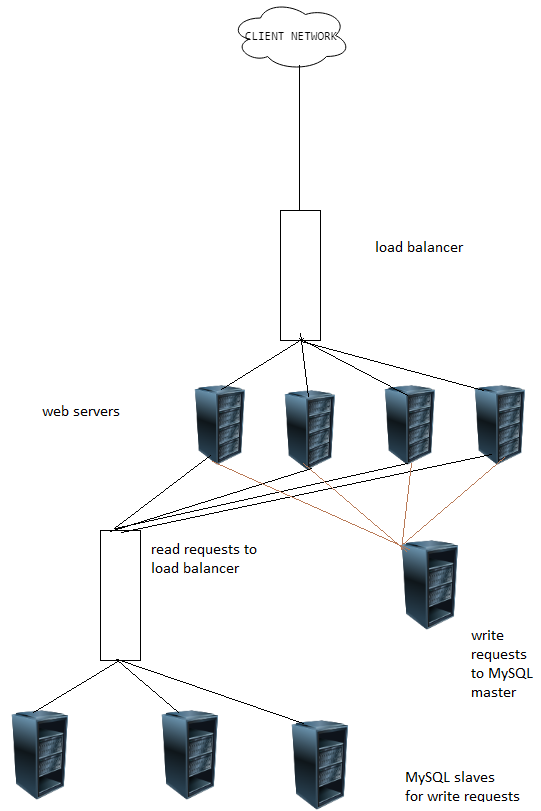 CLIENT NETWORK
load balancer
web servers
read requests to
load balancer
write
requests
to MySQL
master
MySQL slaves
for write requests